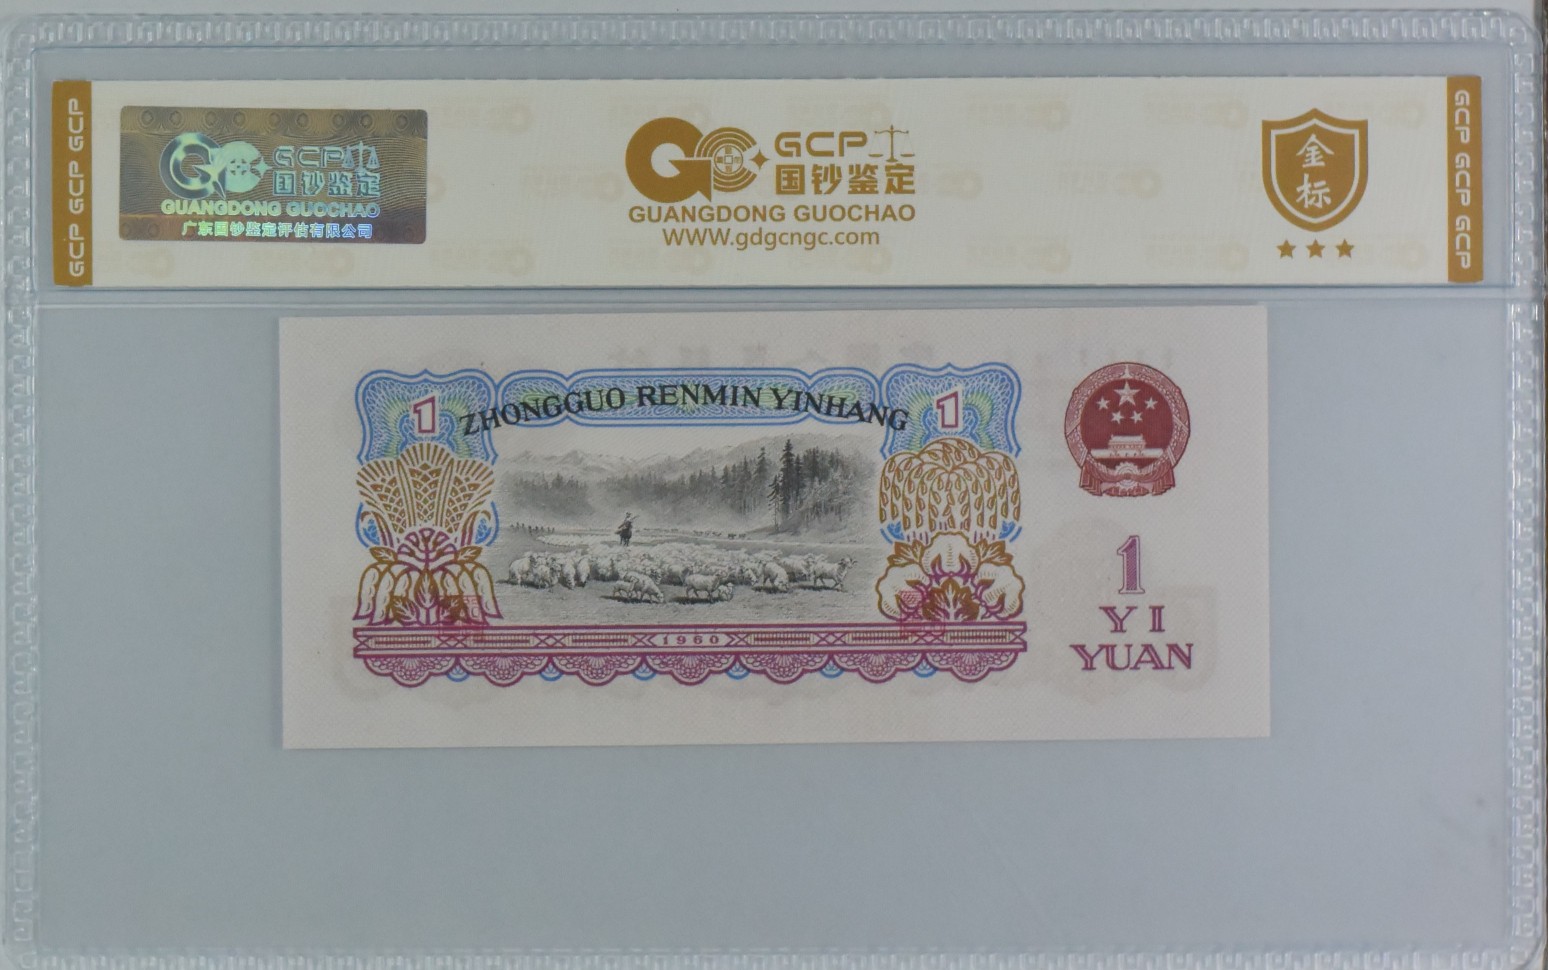 GCP GCP GCP
GCP
国钞鉴定
GUANGDONG GUOCHAO
广东国钞鉴定评估有限公司
GCP
国钞鉴定
GUANGDONG GUOCHAO
WWW.gdgcngc.com
金
标
GCP GCP GCP
1
ZHONGGUO RENMIN YINHANG
1
1960
1
YI
YUAN